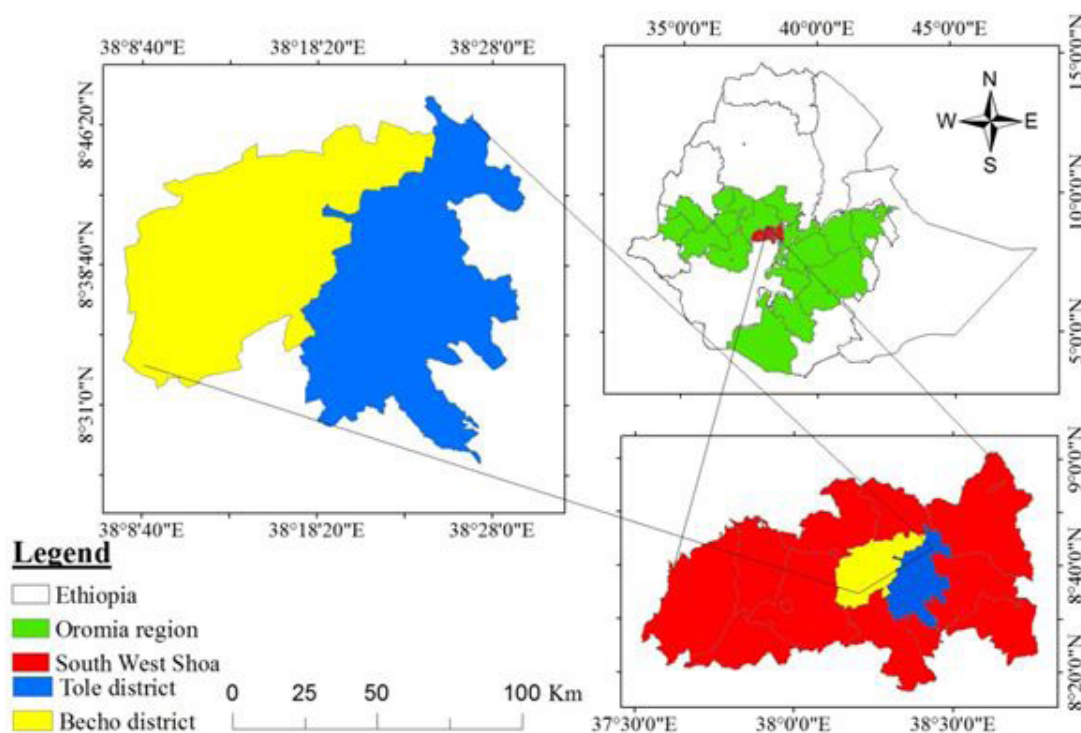 38°8'40"E 38°18'20"E 38°28'0"E
35°0'0"E 40°0'0"E 45°0'0"E
8°46'20"N
8°38'40"N
8°31'0"N
15°0'0"N
10°0'0"N
5°0'0"N
N
W E
S
38°8'40"E 38°18'20"E 38°28'0"E
9°0'0"N
8°40'0"N
8°20'0"N
37°30'0"E 38°0'0"E 38°30'0"E
Legend
Ethiopia
Oromia region
South West Shoa
Tole district
Becho district
0 25 50 100 Km